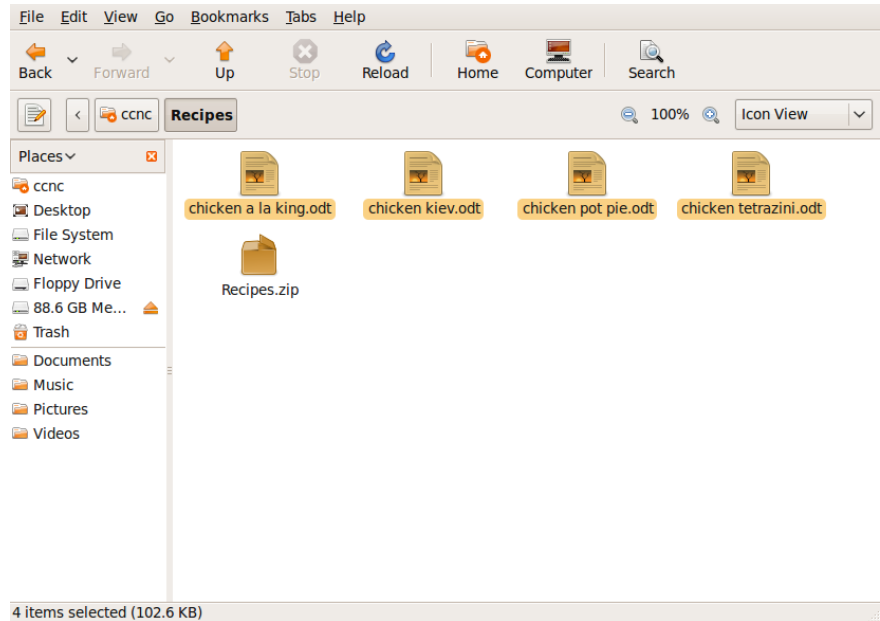 File Edit View Go Bookmarks Tabs Help
Back Forward Up Stop Reload Home Computer Search
ccnc Recipes 100% Icon View
Places
ccnc
Desktop
File System
Network
Floppy Drive
88.6 GB Me...
Trash
Documents
Music
Pictures
Videos
chicken a la king.odt chicken kiev.odt chicken pot pie.odt chicken tetrazini.odt
Recipes.zip
4 items selected (102.6 KB)